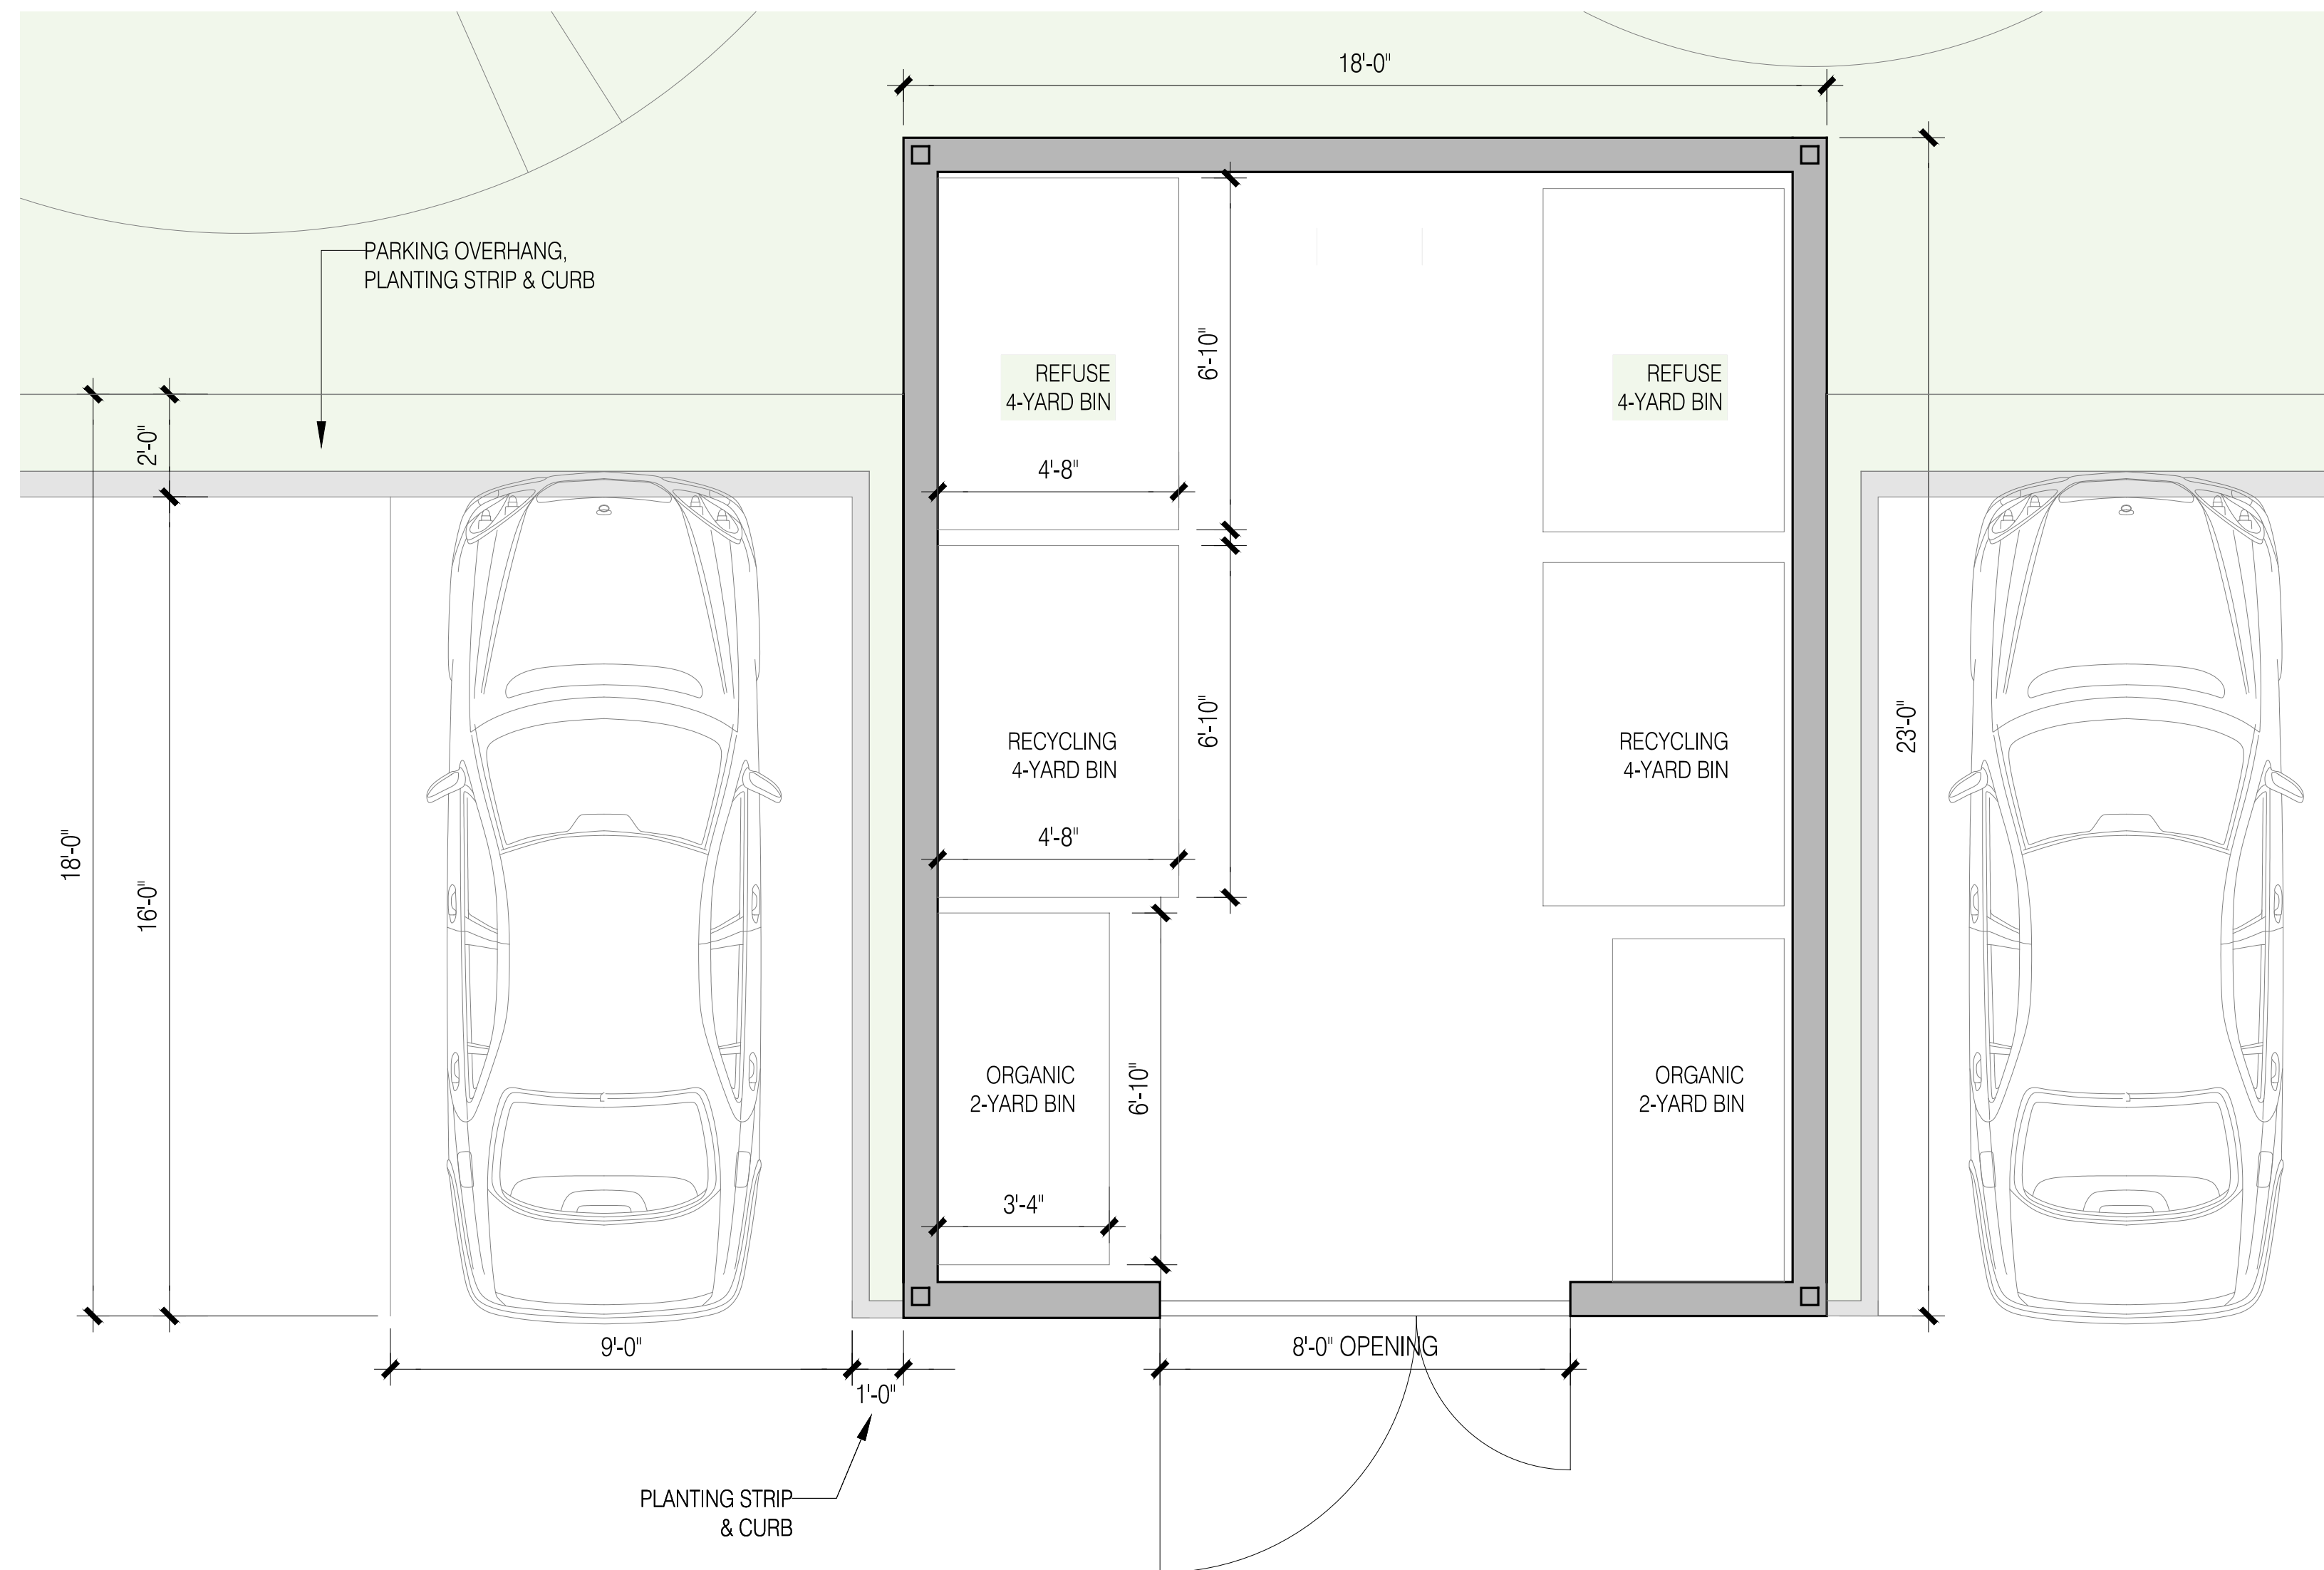 18'-0"
PARKING OVERHANG,
PLANTING STRIP & CURB
2'-0"
18'-0"
16'-0"
REFUSE
4-YARD BIN
4'-8"
6'-10"
REFUSE
4-YARD BIN
RECYCLING
4-YARD BIN
4'-8"
6'-10"
RECYCLING
4-YARD BIN
23'-0"
ORGANIC
2-YARD BIN
3'-4"
6'-10"
ORGANIC
2-YARD BIN
9'-0"
1'-0"
8'-0" OPENING
PLANTING STRIP
& CURB